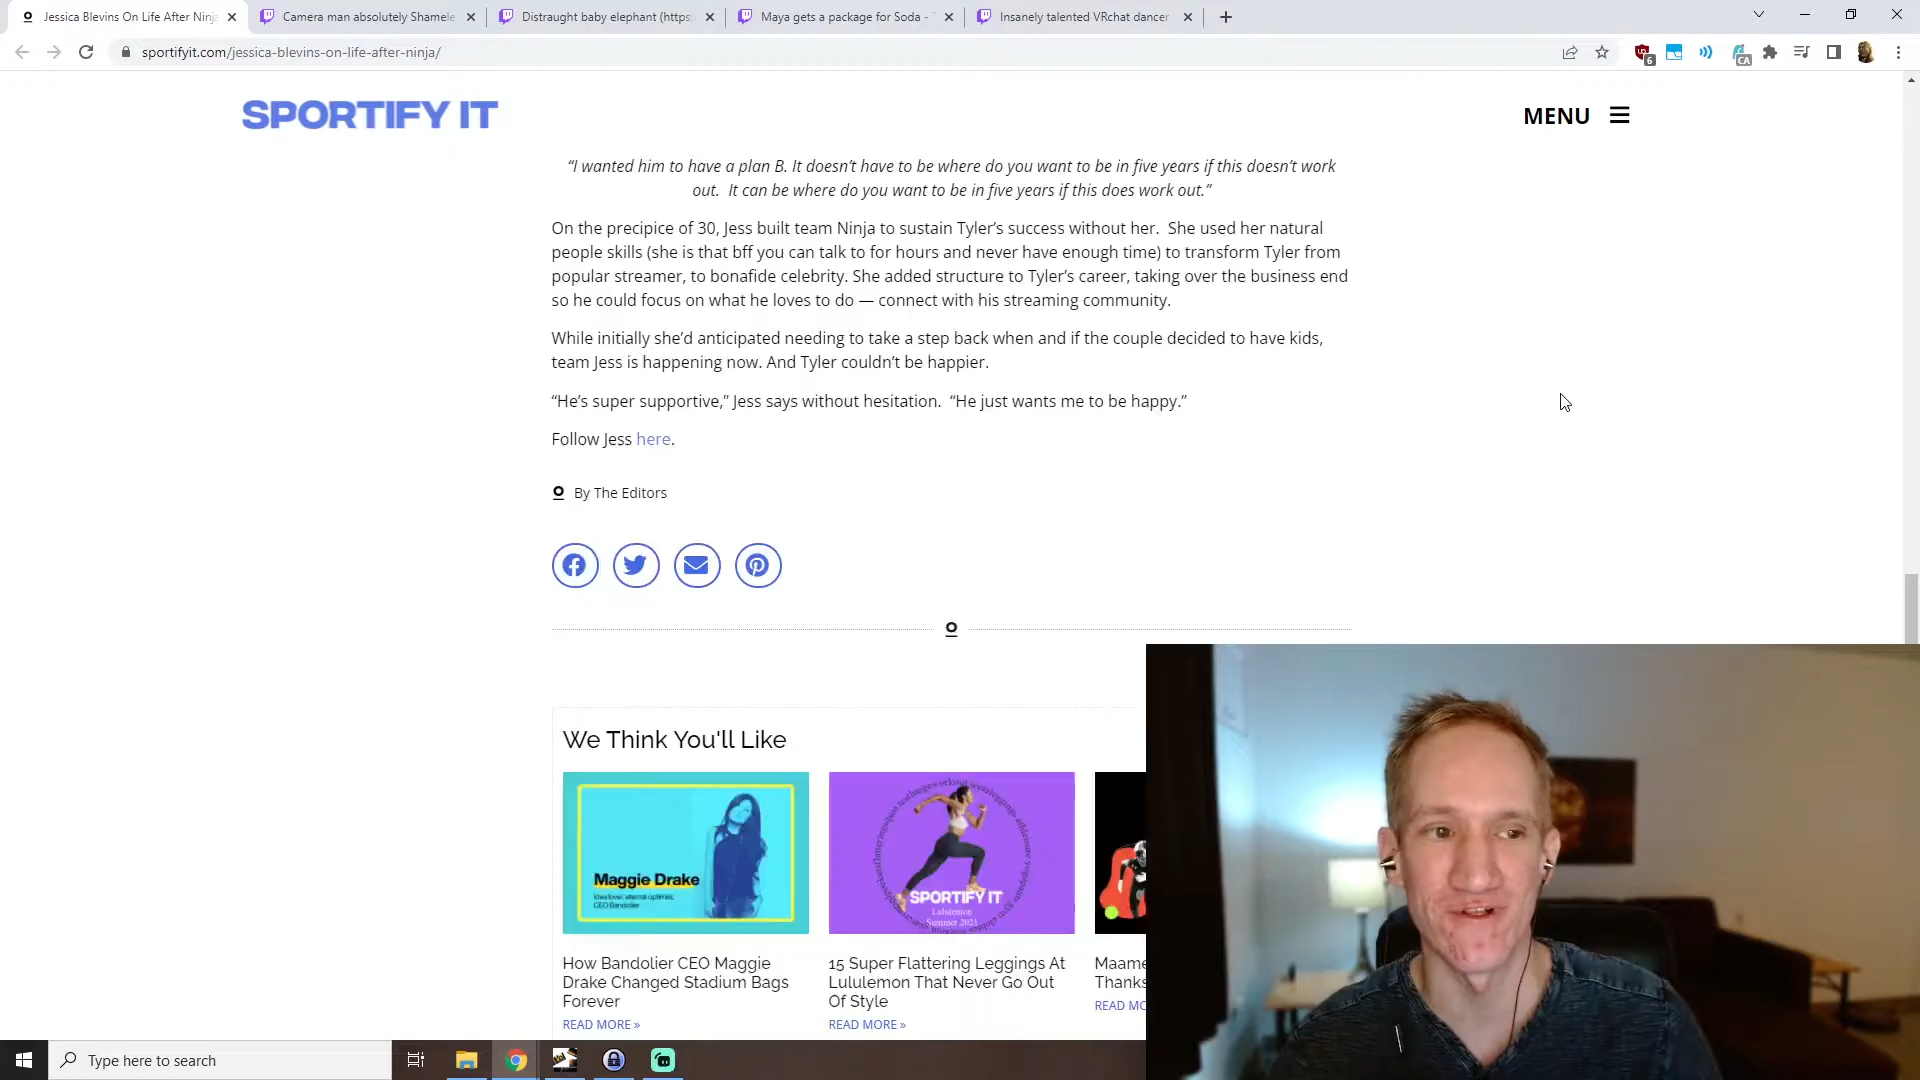 Jessica Blevins On Life After Ninja
Camera man absolutely Shamele
Distraught baby elephant (https:
Maya gets a package for Soda -
Insanely talented VRchat dancer
sportifyit.com/jessica-blevins-on-life-after-ninja/
6
CA
SPORTIFY IT
MENU
“I wanted him to have a plan B. It doesn’t have to be where do you want to be in five years if this doesn’t work
out.  It can be where do you want to be in five years if this does work out.”
On the precipice of 30, Jess built team Ninja to sustain Tyler’s success without her.  She used her natural
people skills (she is that bff you can talk to for hours and never have enough time) to transform Tyler from
popular streamer, to bonafide celebrity. She added structure to Tyler’s career, taking over the business end
so he could focus on what he loves to do — connect with his streaming community.
While initially she’d anticipated needing to take a step back when and if the couple decided to have kids,
team Jess is happening now. And Tyler couldn’t be happier.
“He’s super supportive,” Jess says without hesitation.  “He just wants me to be happy.”
Follow Jess here.
By The Editors
We Think You'll Like
Maggie Drake
CEO Bandolier
SPORTIFY IT
Lululemon
Summer 2021
How Bandolier CEO Maggie
Drake Changed Stadium Bags
Forever
READ MORE »
15 Super Flattering Leggings At
Lululemon That Never Go Out
Of Style
READ MORE »
Maame
Thanks
READ MO
Type here to search